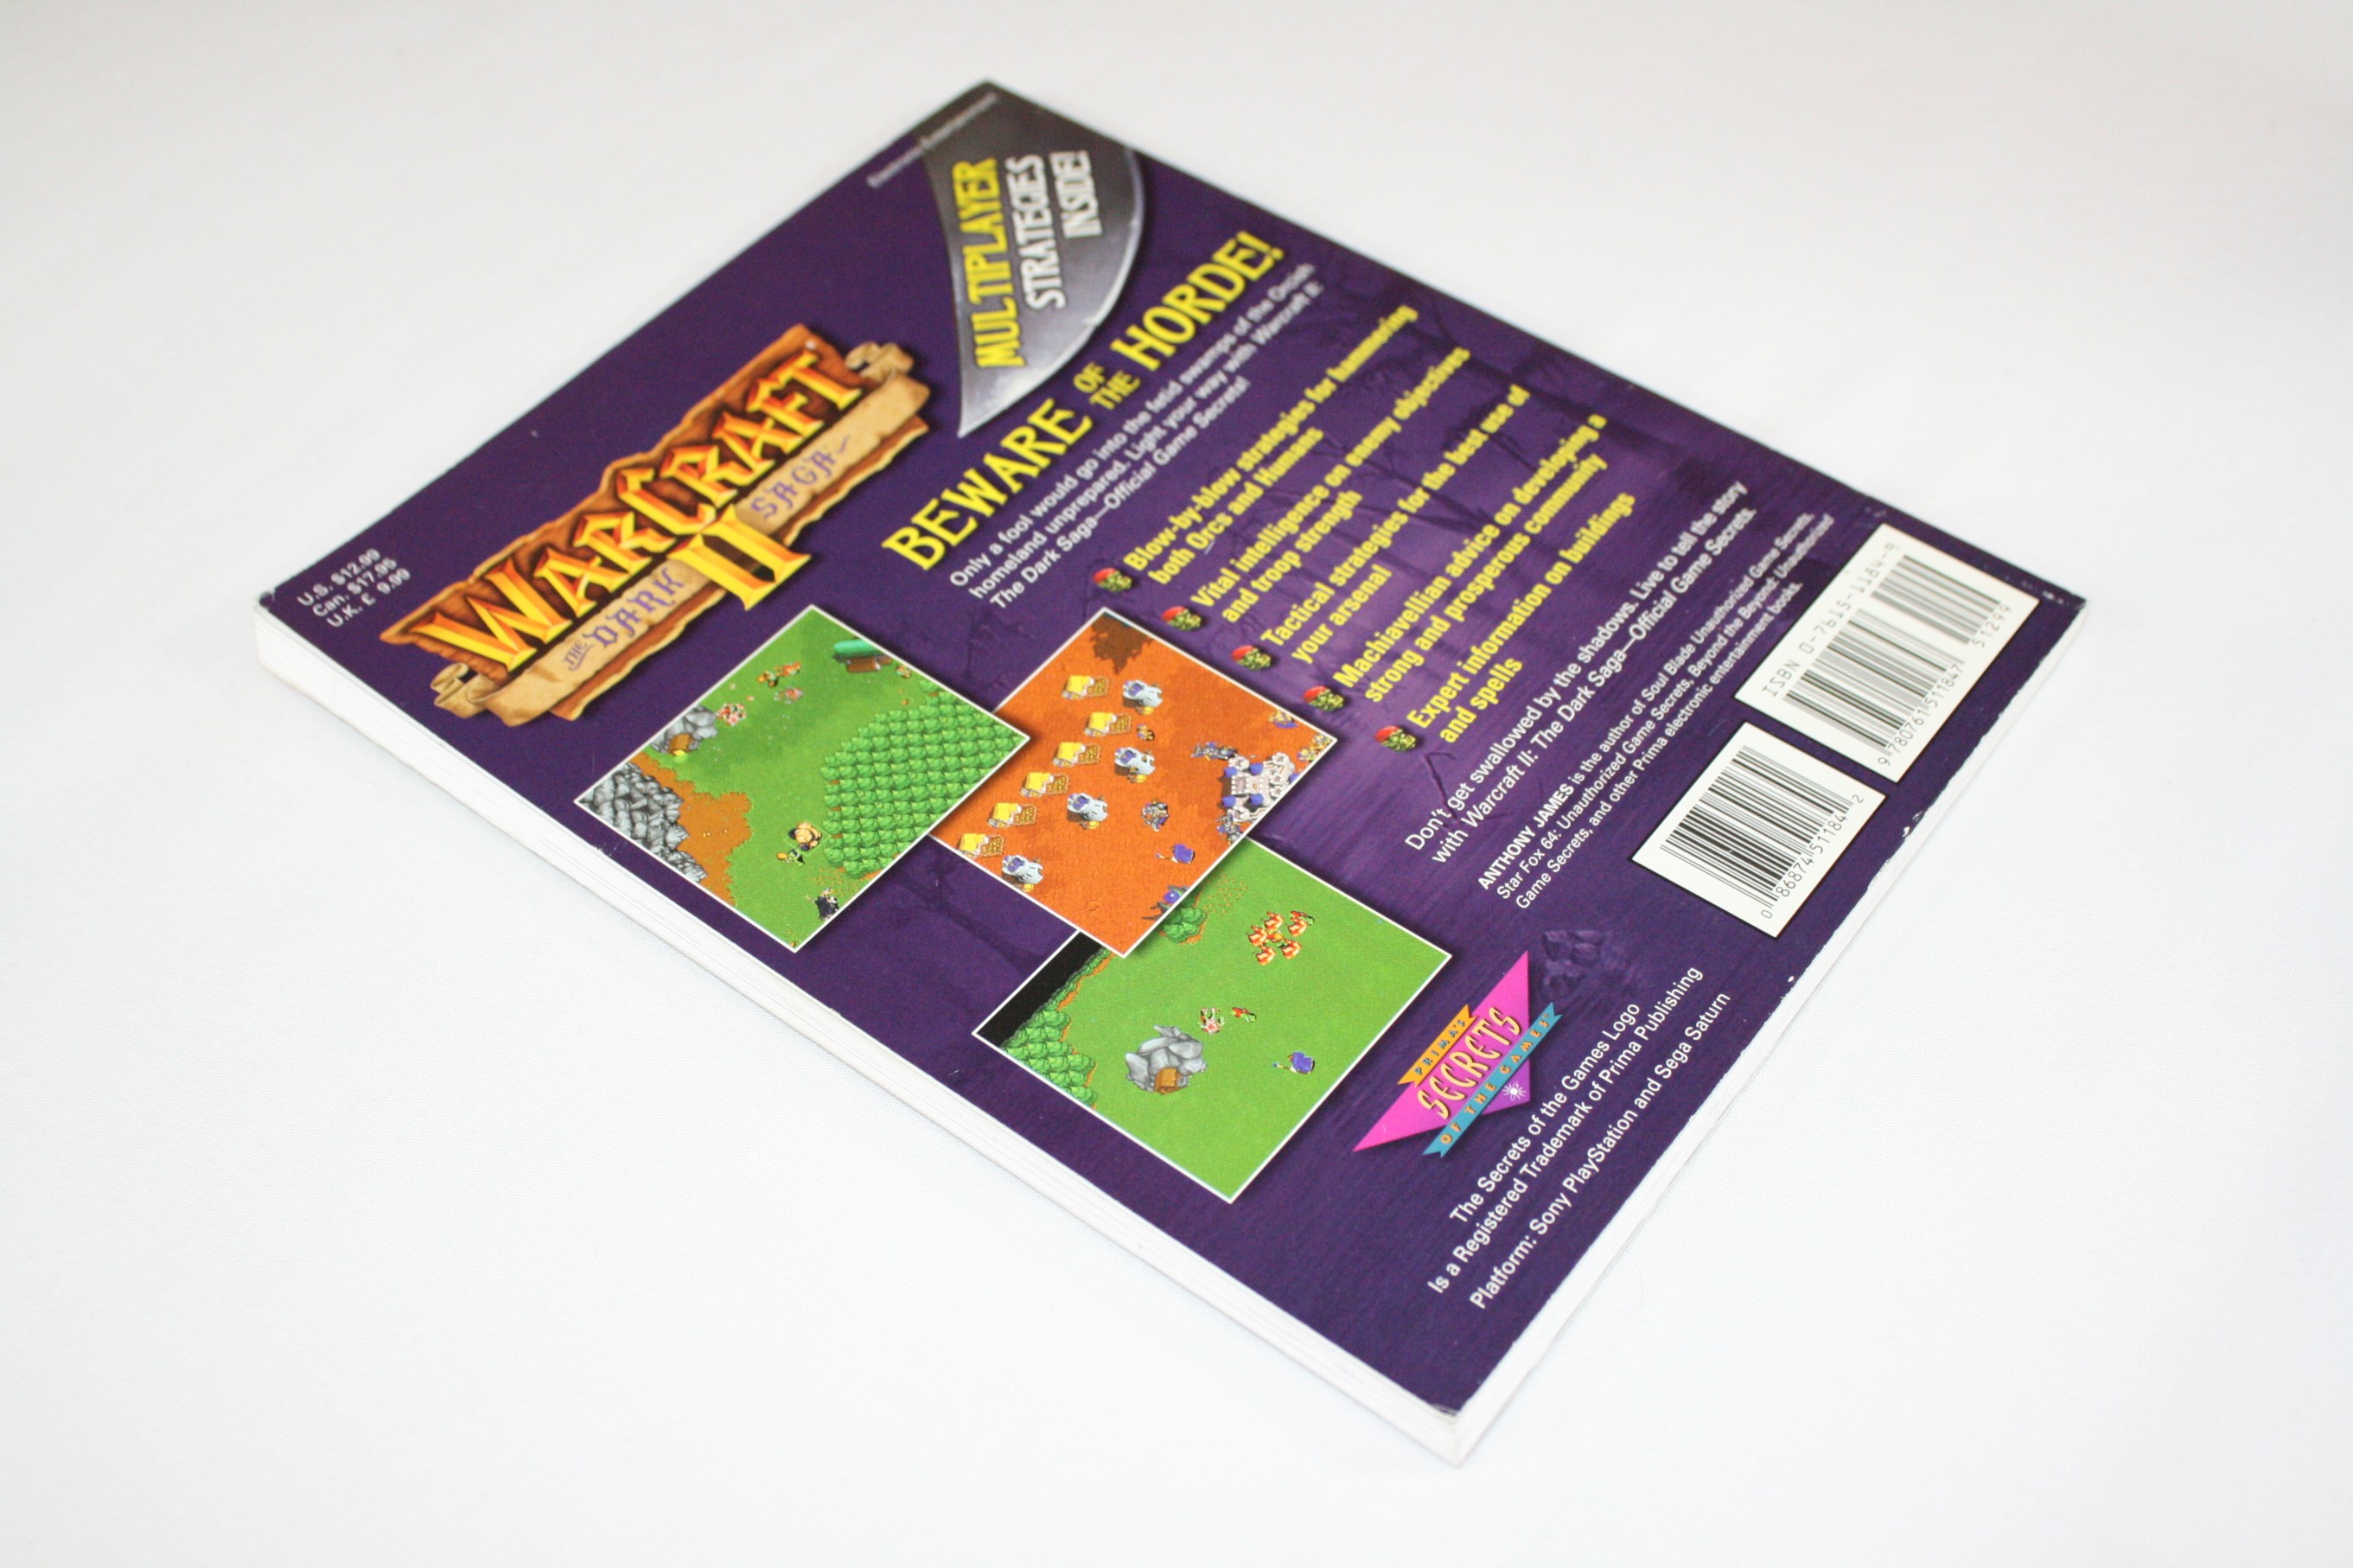 U.S. $12.99
Can. $17.95
U.K. £ 9.99
WARCRAFT
II
THE DARK SAGA
MULTIPLAYER
STRATEGIES
INSIDE!
BEWARE OF THE HORDE!
Only a fool would go into the fetid swamps of the Orcish
homeland unprepared. Light your way with Warcraft II:
The Dark Saga—Official Game Secrets!
Blow-by-blow strategies for hammering
both Orcs and Humans
Vital intelligence on enemy objectives
and troop strength
Tactical strategies for the best use of
your arsenal
Machiavellian advice on developing a
strong and prosperous community
Expert information on buildings
and spells
Don't get swallowed by the shadows. Live to tell the story
with Warcraft II: The Dark Saga—Official Game Secrets.
ANTHONY JAMES is the author of Soul Blade Unauthorized Game Secrets,
Star Fox 64: Unauthorized Game Secrets, Beyond the Beyond: Unauthorized
Game Secrets, and other Prima electronic entertainment books.
ISBN 0-7615-1184-9
51299
9 780761 511847
0 86874 51184 2
PRIMA'S
SECRETS
OF THE GAMES
The Secrets of the Games Logo
Is a Registered Trademark of Prima Publishing
Platform: Sony PlayStation and Sega Saturn